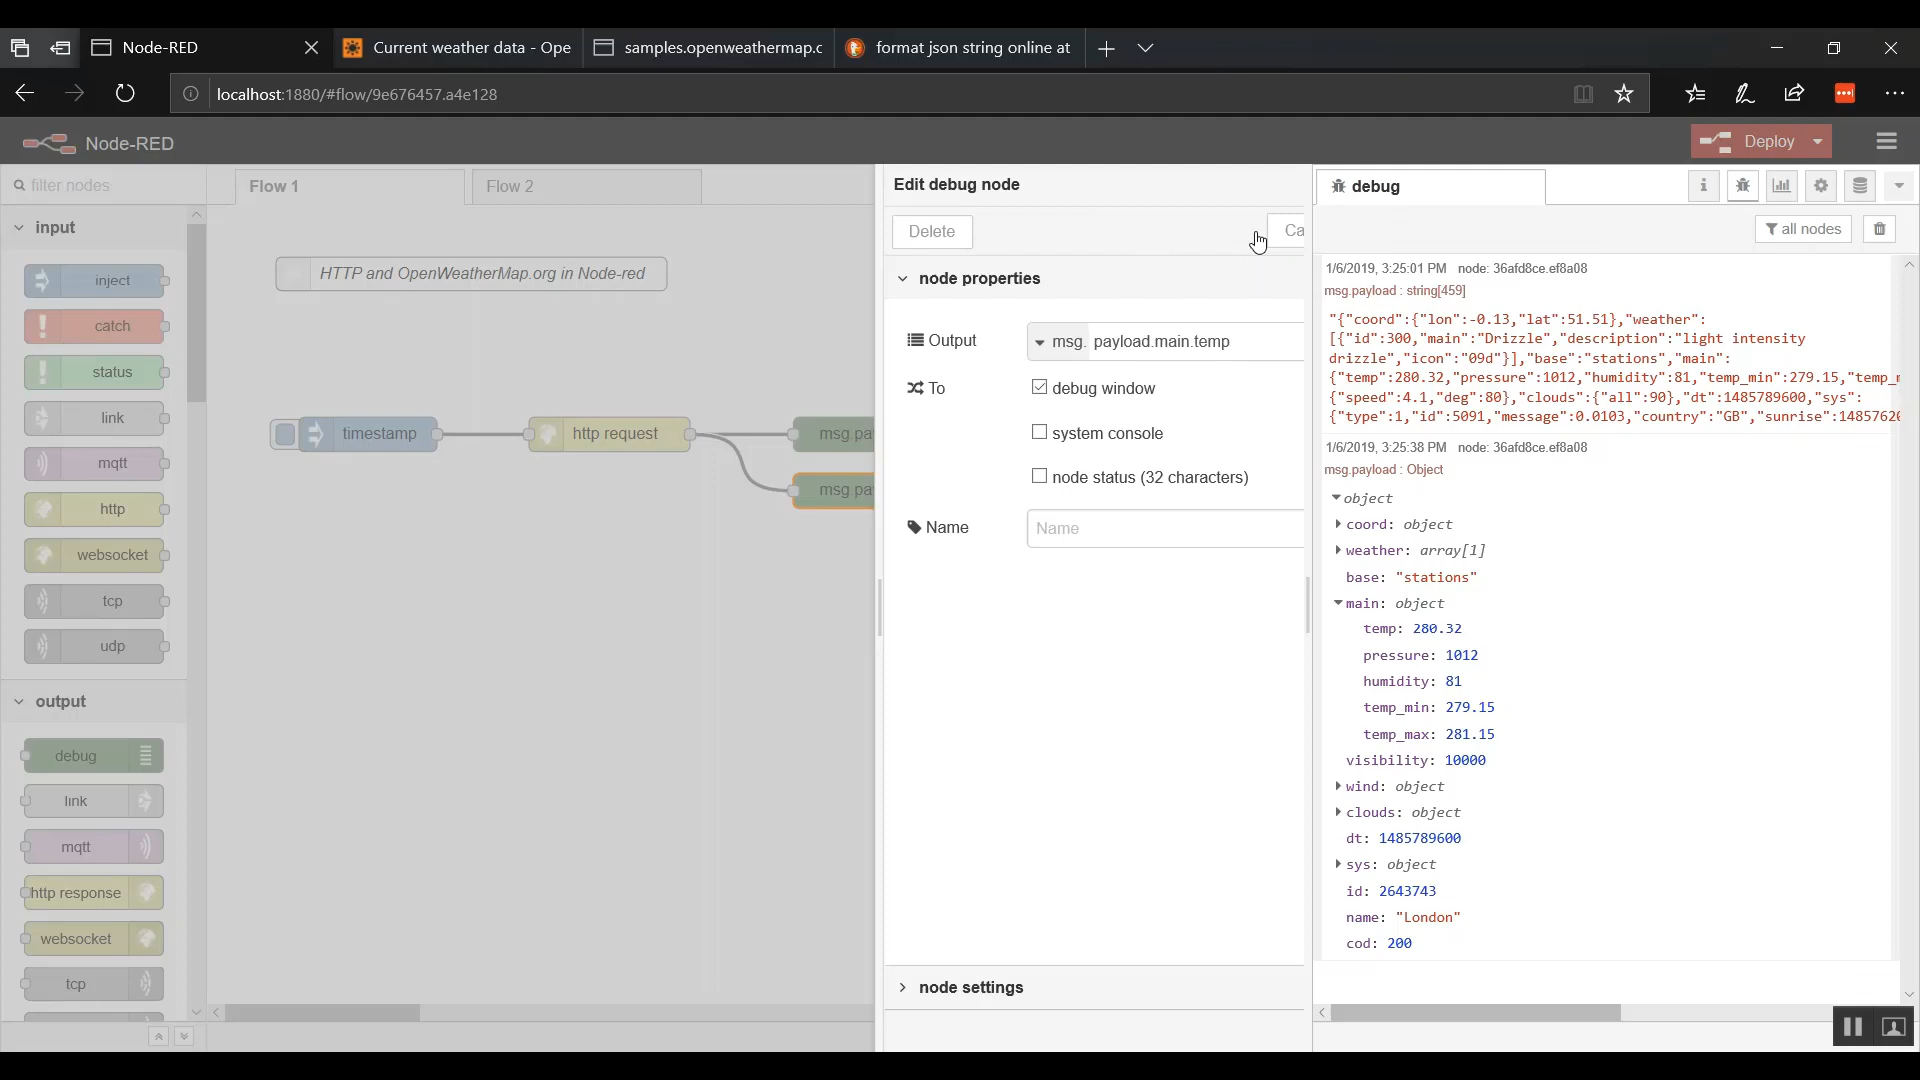 Node-RED
Current weather data - Ope
samples.openweathermap.c
format json string online at
localhost:1880/#flow/9e676457.a4e128
Node-RED
Deploy
filter nodes
Flow 1
Flow 2
Edit debug node
debug
input
Delete
Ca
all nodes
HTTP and OpenWeatherMap.org in Node-red
node properties
inject
catch
status
link
mqtt
http
websocket
tcp
udp
output
debug
link
mqtt
http response
websocket
tcp
timestamp
http request
msg.pa
msg.pa
Output
msg. payload.main.temp
To
debug window
system console
node status (32 characters)
Name
Name
node settings
1/6/2019, 3:25:01 PM node: 36afd8ce.ef8a08
msg.payload : string[459]
"{"coord":{"lon":-0.13,"lat":51.51},"weather":
[{"id":300,"main":"Drizzle","description":"light intensity
drizzle","icon":"09d"}],"base":"stations","main":
{"temp":280.32,"pressure":1012,"humidity":81,"temp_min":279.15,"temp_
{"speed":4.1,"deg":80},"clouds":{"all":90},"dt":1485789600,"sys":
{"type":1,"id":5091,"message":0.0103,"country":"GB","sunrise":1485762
1/6/2019, 3:25:38 PM node: 36afd8ce.ef8a08
msg.payload : Object
object
coord: object
weather: array[1]
base: "stations"
main: object
temp: 280.32
pressure: 1012
humidity: 81
temp_min: 279.15
temp_max: 281.15
visibility: 10000
wind: object
clouds: object
dt: 1485789600
sys: object
id: 2643743
name: "London"
cod: 200